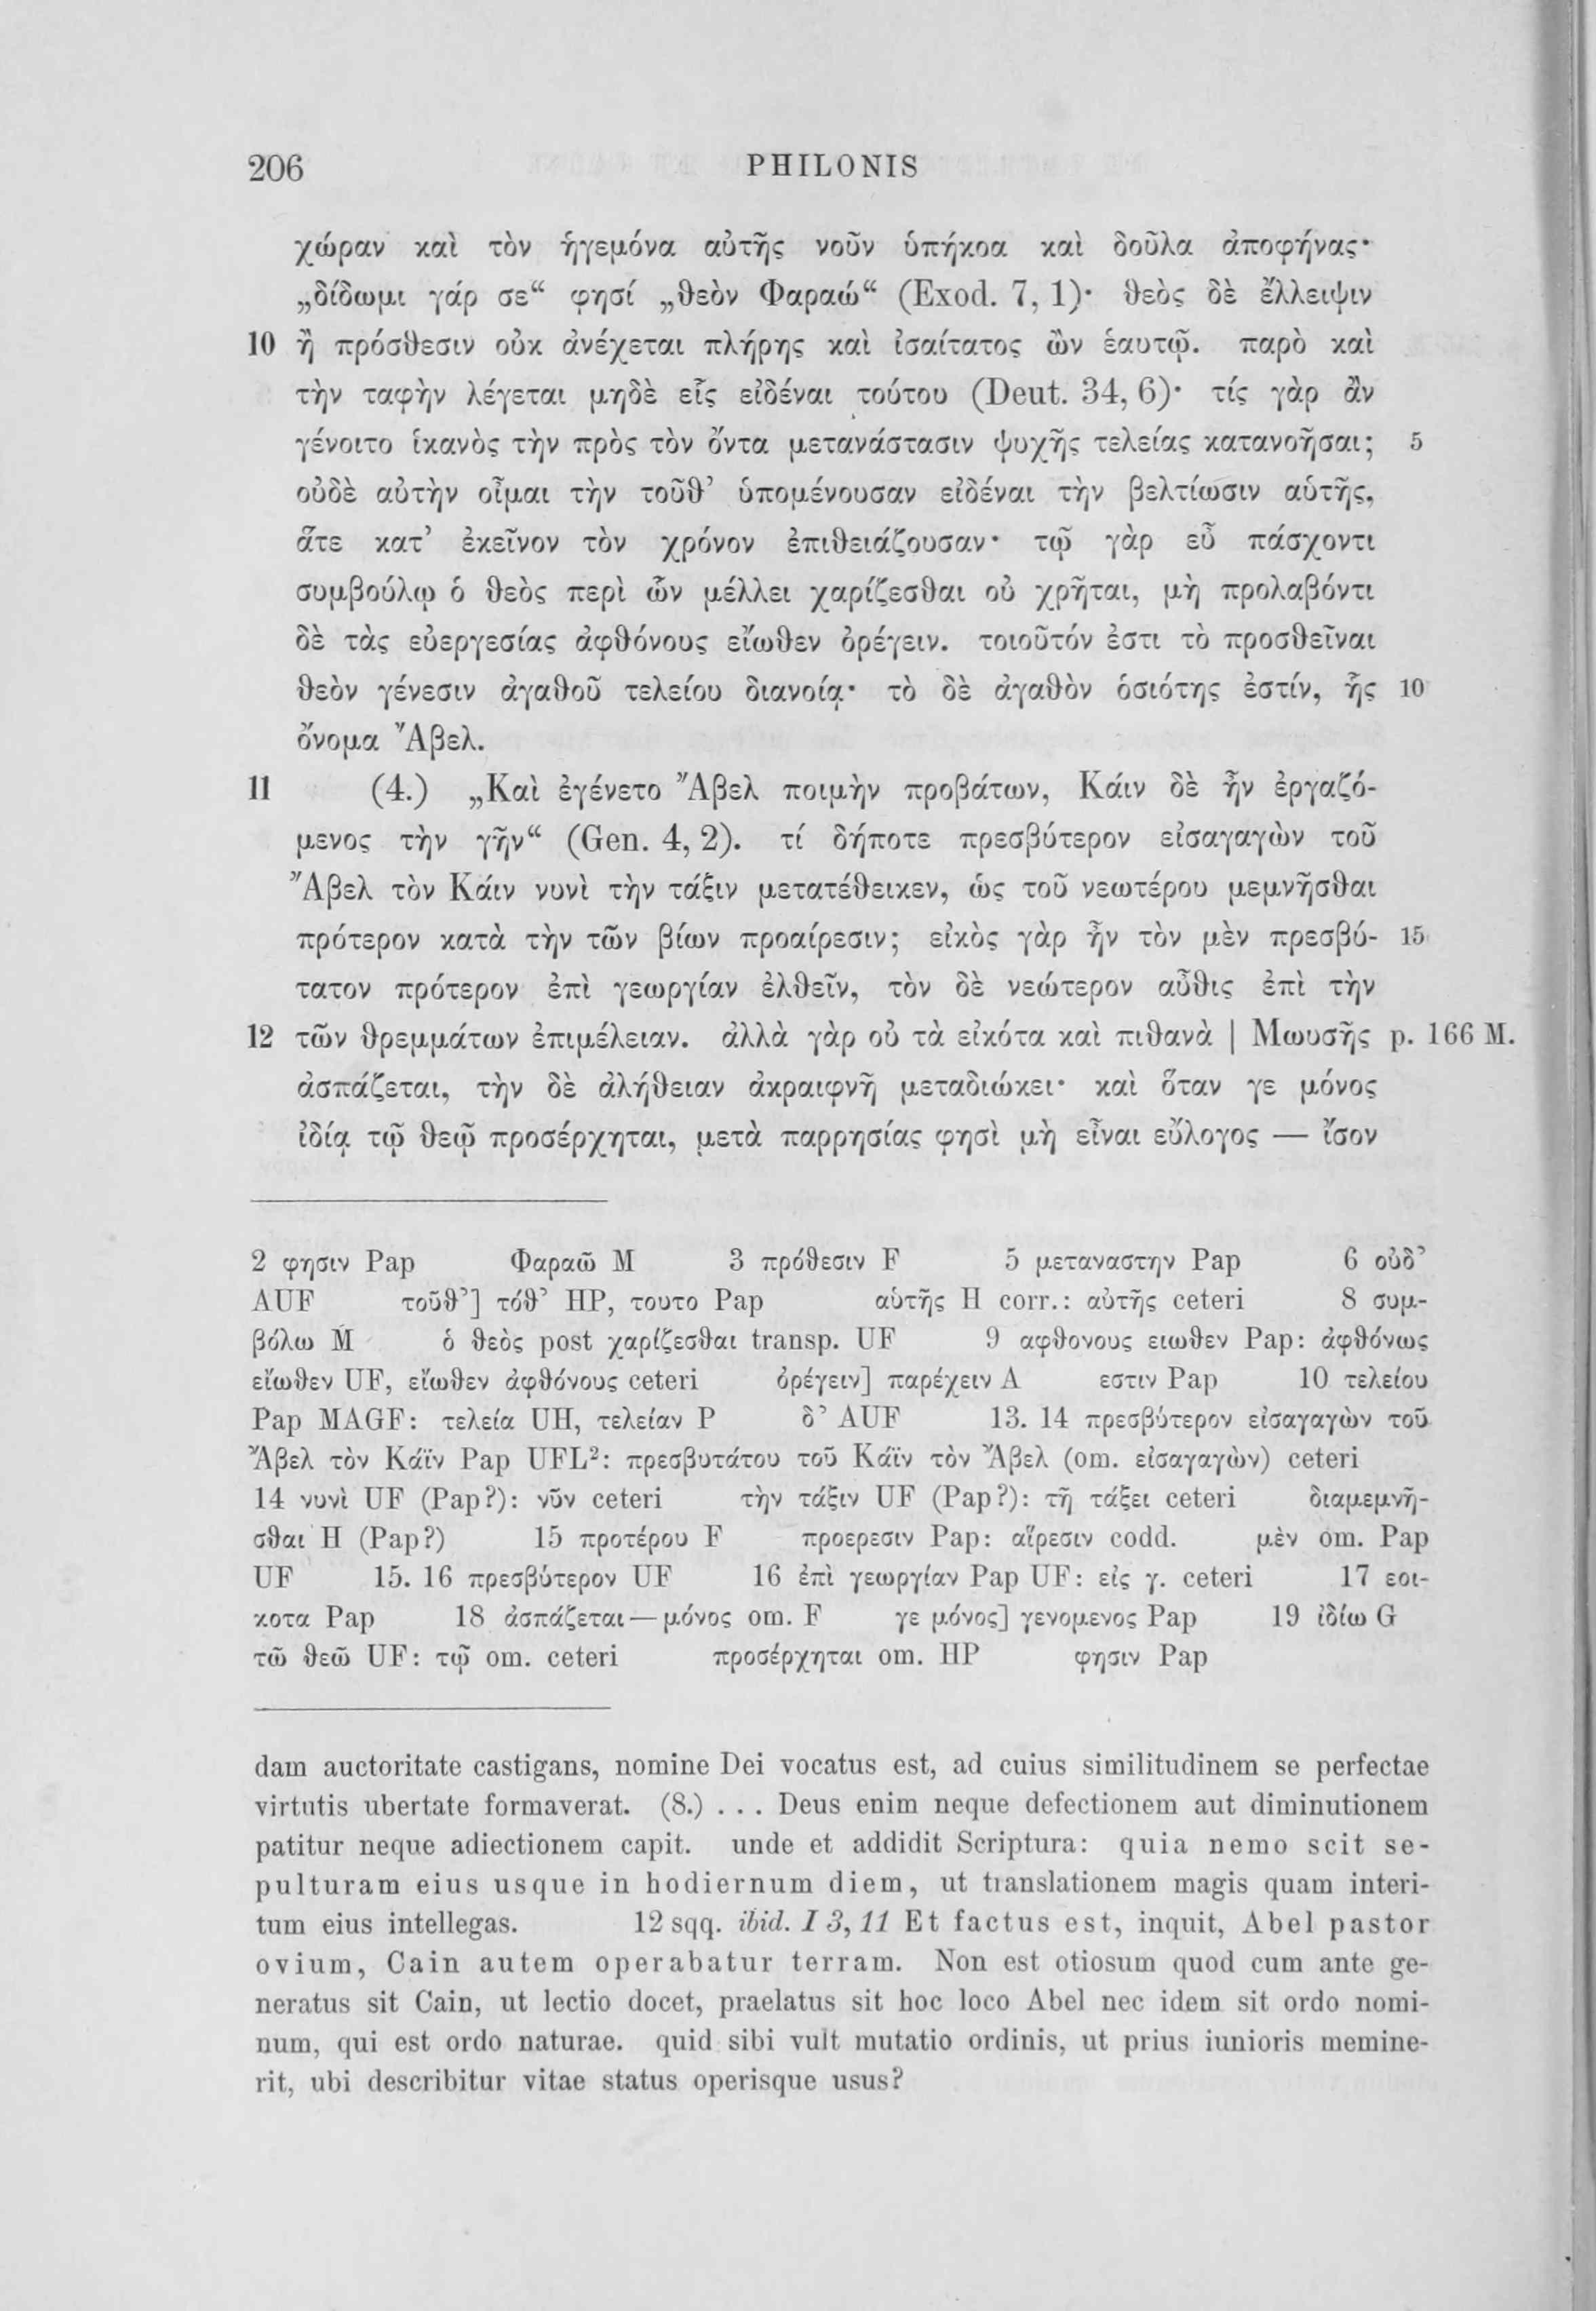 206 PHILONIS
χώραν καὶ τὸν ἡγεμόνα αὐτῆς νοῦν ὑπήκοα καὶ δοῦλα ἀποφήνας·
„δίδωμι γάρ σε“ φησί „θεὸν Φαραώ“ (Exod. 7, 1)· θεὸς δὲ ἔλλειψιν
10 ἢ πρόσθεσιν οὐκ ἀνέχεται πλήρης καὶ ἰσαίτατος ὢν ἑαυτῷ. παρὸ καὶ
τὴν ταφὴν λέγεται μηδὲ εἷς εἰδέναι τούτου (Deut. 34, 6)· τίς γὰρ ἂν
γένοιτο ἱκανὸς τὴν πρὸς τὸν ὄντα μετανάστασιν ψυχῆς τελείας κατανοῆσαι; 5
οὐδὲ αὐτὴν οἶμαι τὴν τοῦθ’ ὑπομένουσαν εἰδέναι τὴν βελτίωσιν αὑτῆς,
ἅτε κατ’ ἐκεῖνον τὸν χρόνον ἐπιθειάζουσαν· τῷ γὰρ εὖ πάσχοντι
συμβούλῳ ὁ θεὸς περὶ ὧν μέλλει χαρίζεσθαι οὐ χρῆται, μὴ προλαβόντι
δὲ τὰς εὐεργεσίας ἀφθόνους εἴωθεν ὀρέγειν. τοιοῦτόν ἐστι τὸ προσθεῖναι
θεὸν γένεσιν ἀγαθοῦ τελείου διανοίᾳ· τὸ δὲ ἀγαθὸν ὁσιότης ἐστίν, ἧς 10
ὄνομα Ἄβελ.
11 (4.) „Καὶ ἐγένετο Ἄβελ ποιμὴν προβάτων, Κάιν δὲ ἦν ἐργαζό-
μενος τὴν γῆν“ (Gen. 4, 2). τί δήποτε πρεσβύτερον εἰσαγαγὼν τοῦ
Ἄβελ τὸν Κάιν νυνὶ τὴν τάξιν μετατέθεικεν, ὡς τοῦ νεωτέρου μεμνῆσθαι
πρότερον κατὰ τὴν τῶν βίων προαίρεσιν; εἰκὸς γὰρ ἦν τὸν μὲν πρεσβύ- 15
τατον πρότερον ἐπὶ γεωργίαν ἐλθεῖν, τὸν δὲ νεώτερον αὖθις ἐπὶ τὴν
12 τῶν θρεμμάτων ἐπιμέλειαν. ἀλλὰ γὰρ οὐ τὰ εἰκότα καὶ πιθανὰ | Μωυσῆς p. 166 M.
ἀσπάζεται, τὴν δὲ ἀλήθειαν ἀκραιφνῆ μεταδιώκει· καὶ ὅταν γε μόνος
ἰδίᾳ τῷ θεῷ προσέρχηται, μετὰ παρρησίας φησὶ μὴ εἶναι εὔλογος — ἴσον
2 φησιν Pap Φαραῶ M 3 πρόθεσιν F 5 μεταναστην Pap 6 οὐδ’
AUF τοῦθ’] τόθ’ HP, τουτο Pap αὑτῆς H corr.: αὐτῆς ceteri 8 συμ-
βόλω M ὁ θεὸς post χαρίζεσθαι transp. UF 9 αφθονους ειωθεν Pap: ἀφθόνως
εἴωθεν UF, εἴωθεν ἀφθόνους ceteri ὀρέγειν] παρέχειν A εστιν Pap 10 τελείου
Pap MAGF: τελεία UH, τελείαν P δ’ AUF 13. 14 πρεσβύτερον εἰσαγαγὼν τοῦ
Ἄβελ τὸν Κάϊν Pap UFL²: πρεσβυτάτου τοῦ Κάϊν τὸν Ἄβελ (om. εἰσαγαγὼν) ceteri
14 νυνὶ UF (Pap?): νῦν ceteri τὴν τάξιν UF (Pap?): τῆ τάξει ceteri διαμεμνῆ-
σθαι H (Pap?) 15 προτέρου F προερεσιν Pap: αἵρεσιν codd. μὲν om. Pap
UF 15. 16 πρεσβύτερον UF 16 ἐπὶ γεωργίαν Pap UF: εἰς γ. ceteri 17 εοι-
κοτα Pap 18 ἀσπάζεται — μόνος om. F γε μόνος] γενομενος Pap 19 ἰδίω G
τῶ θεῶ UF: τῷ om. ceteri προσέρχηται om. HP φησιν Pap
dam auctoritate castigans, nomine Dei vocatus est, ad cuius similitudinem se perfectae
virtutis ubertate formaverat. (8.) . . . Deus enim neque defectionem aut diminutionem
patitur neque adiectionem capit. unde et addidit Scriptura: quia nemo scit se-
pulturam eius usque in hodiernum diem, ut translationem magis quam interi-
tum eius intellegas. 12 sqq. ibid. I 3, 11 Et factus est, inquit, Abel pastor
ovium, Cain autem operabatur terram. Non est otiosum quod cum ante ge-
neratus sit Cain, ut lectio docet, praelatus sit hoc loco Abel nec idem sit ordo nomi-
num, qui est ordo naturae. quid sibi vult mutatio ordinis, ut prius iunioris memine-
rit, ubi describitur vitae status operisque usus?